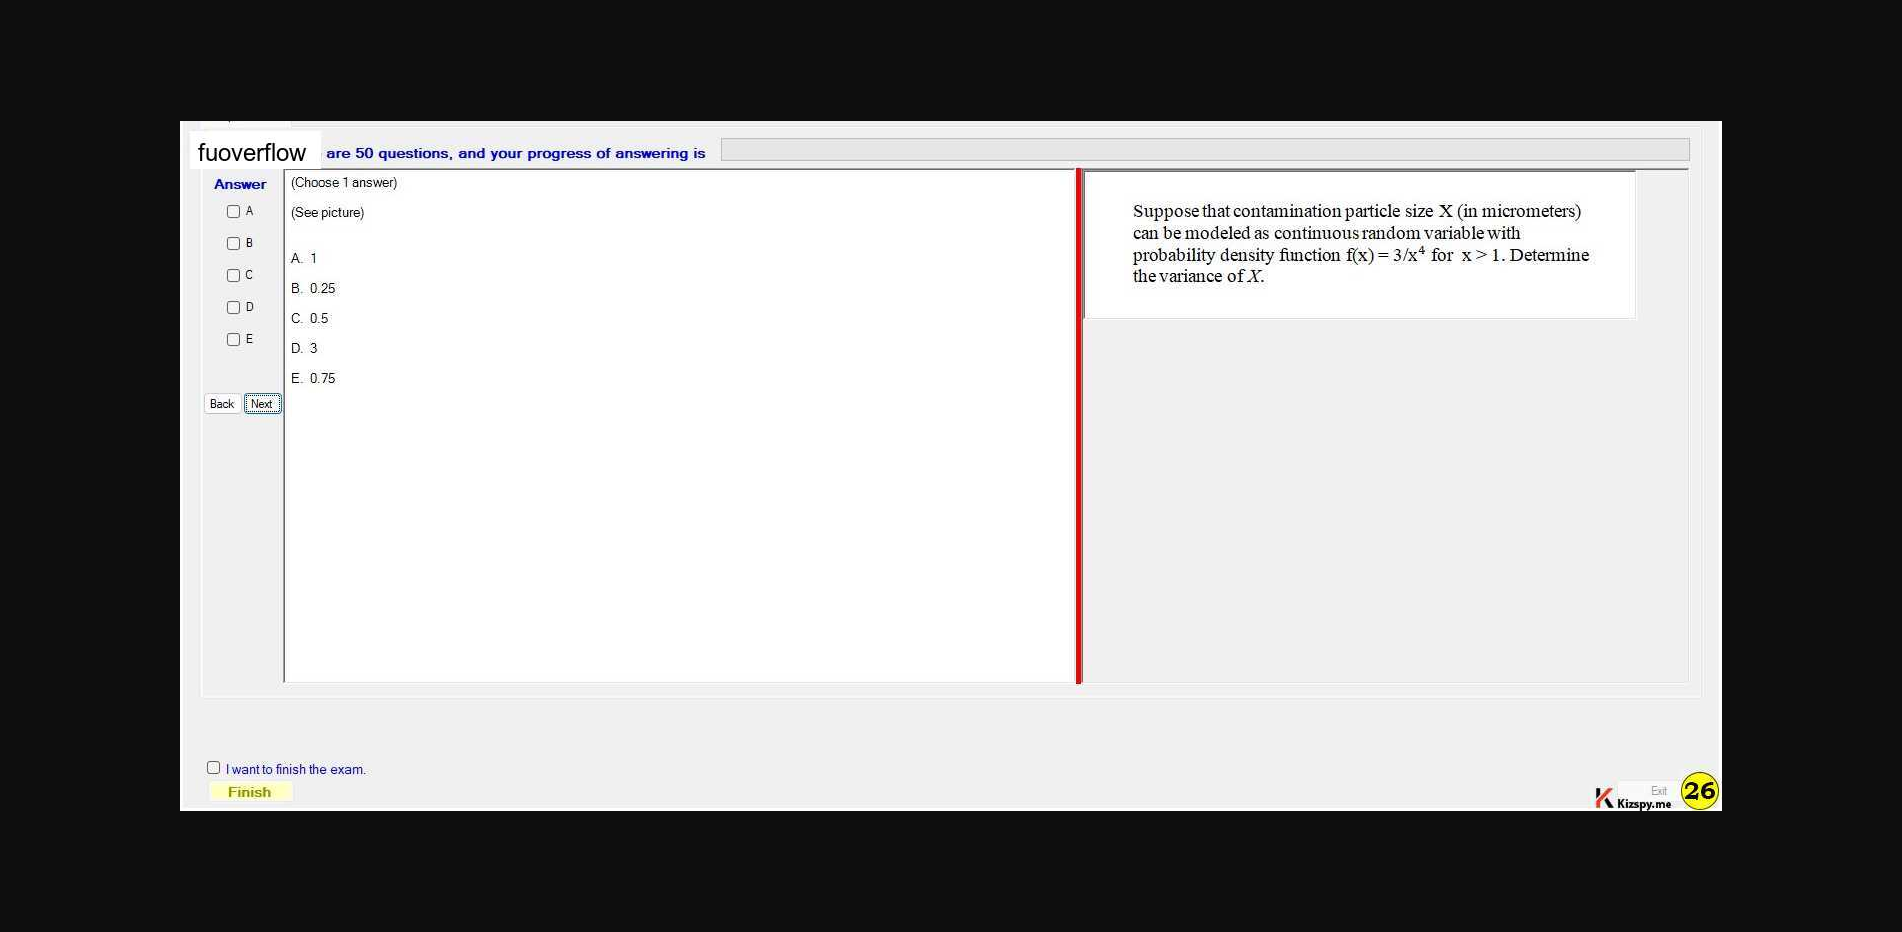 fuoverflow are 50 questions, and your progress of answering is
Answer
A
B
C
D
E
Back Next
(Choose 1 answer)
(See picture)
A. 1
B. 0.25
C. 0.5
D. 3
E. 0.75
Suppose that contamination particle size X (in micrometers)
can be modeled as continuous random variable with
probability density function f(x) = 3/x⁴ for x > 1. Determine
the variance of X.
I want to finish the exam.
Finish
Exit
Kizspy.me
26